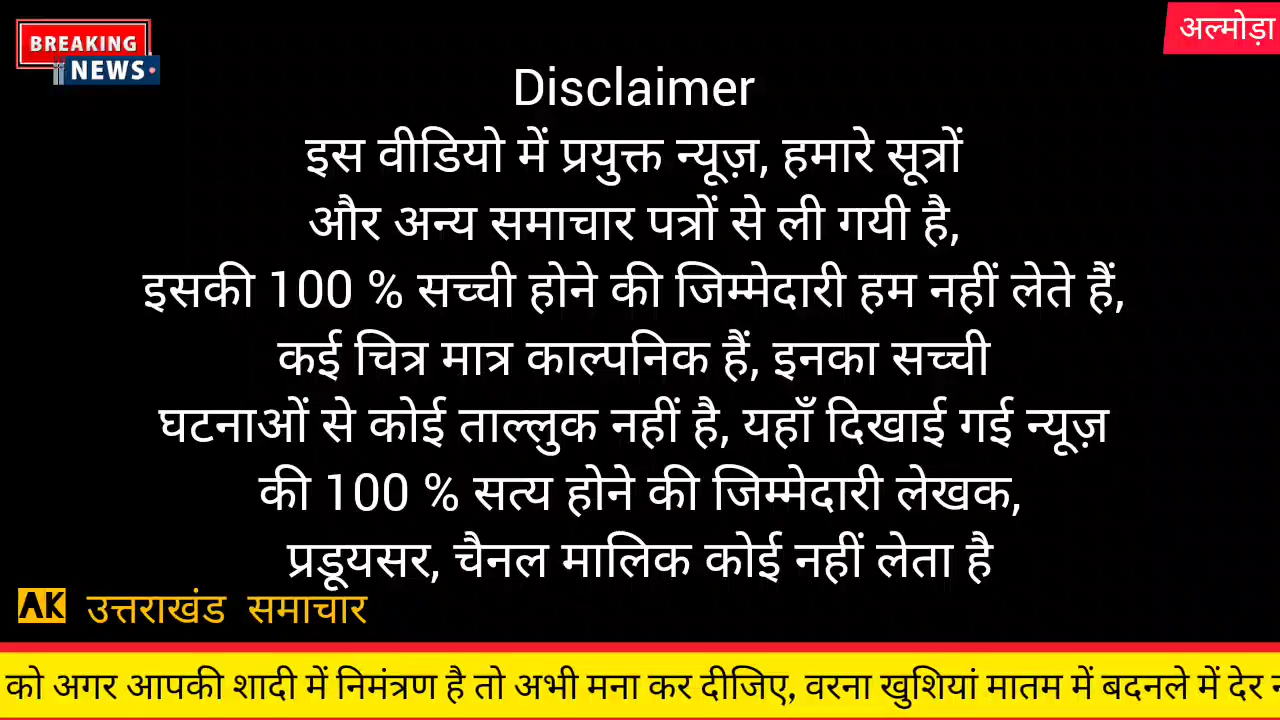 BREAKING
NEWS
अल्मोड़ा
Disclaimer
इस वीडियो में प्रयुक्त न्यूज़, हमारे सूत्रों
और अन्य समाचार पत्रों से ली गयी है,
इसकी 100 % सच्ची होने की जिम्मेदारी हम नहीं लेते हैं,
कई चित्र मात्र काल्पनिक हैं, इनका सच्ची
घटनाओं से कोई ताल्लुक नहीं है, यहाँ दिखाई गई न्यूज़
की 100 % सत्य होने की जिम्मेदारी लेखक,
प्रडूयसर, चैनल मालिक कोई नहीं लेता है
AK उत्तराखंड समाचार
को अगर आपकी शादी में निमंत्रण है तो अभी मना कर दीजिए, वरना खुशियां मातम में बदनले में देर